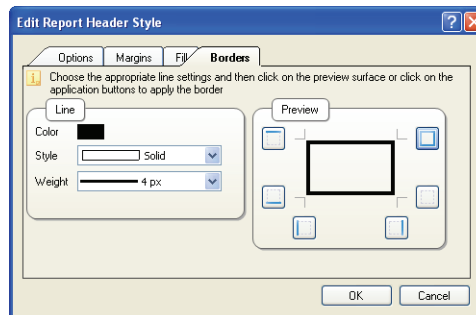 Edit Report Header Style
Options Margins Fill Borders
Choose the appropriate line settings and then click on the preview surface or click on the
application buttons to apply the border
Line
Color
Style Solid
Weight 4 px
Preview
OK Cancel